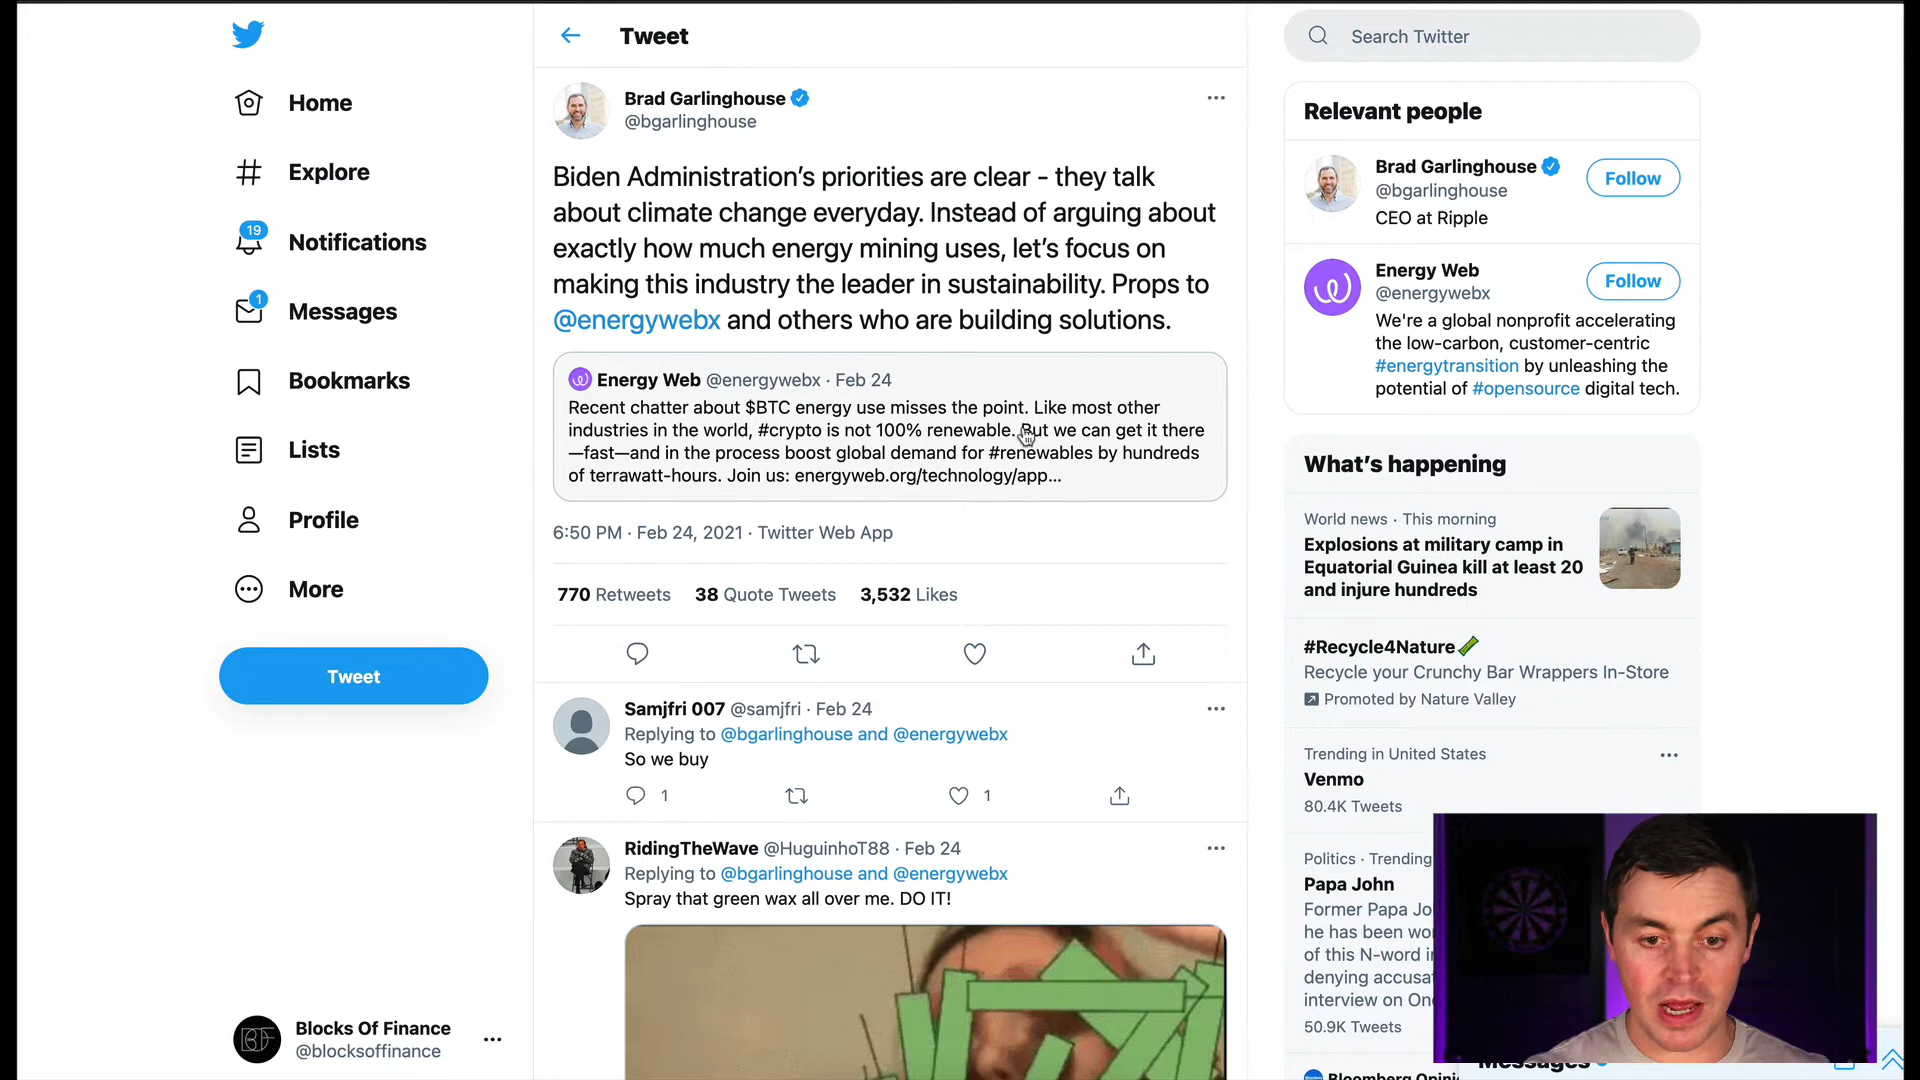 Tweet
Search Twitter
Home
Explore
19
Notifications
1
Messages
Bookmarks
Lists
Profile
More
Tweet
Blocks Of Finance
@blocksoffinance
Brad Garlinghouse
@bgarlinghouse
Biden Administration’s priorities are clear - they talk
about climate change everyday. Instead of arguing about
exactly how much energy mining uses, let’s focus on
making this industry the leader in sustainability. Props to
@energywebx and others who are building solutions.
Energy Web @energywebx · Feb 24
Recent chatter about $BTC energy use misses the point. Like most other
industries in the world, #crypto is not 100% renewable. But we can get it there
—fast—and in the process boost global demand for #renewables by hundreds
of terrawatt-hours. Join us: energyweb.org/technology/app...
6:50 PM · Feb 24, 2021 · Twitter Web App
770 Retweets 38 Quote Tweets 3,532 Likes
Samjfri 007 @samjfri · Feb 24
Replying to @bgarlinghouse and @energywebx
So we buy
1 1
RidingTheWave @HuguinhoT88 · Feb 24
Replying to @bgarlinghouse and @energywebx
Spray that green wax all over me. DO IT!
Relevant people
Brad Garlinghouse
@bgarlinghouse
Follow
CEO at Ripple
Energy Web
@energywebx
Follow
We're a global nonprofit accelerating
the low-carbon, customer-centric
#energytransition by unleashing the
potential of #opensource digital tech.
What’s happening
World news · This morning
Explosions at military camp in
Equatorial Guinea kill at least 20
and injure hundreds
#Recycle4Nature
Recycle your Crunchy Bar Wrappers In-Store
Promoted by Nature Valley
Trending in United States
Venmo
80.4K Tweets
Politics · Trending
Papa John
Former Papa Jo
he has been wo
of this N-word i
denying accusat
interview on On
50.9K Tweets
Bloomberg Opini
Messages